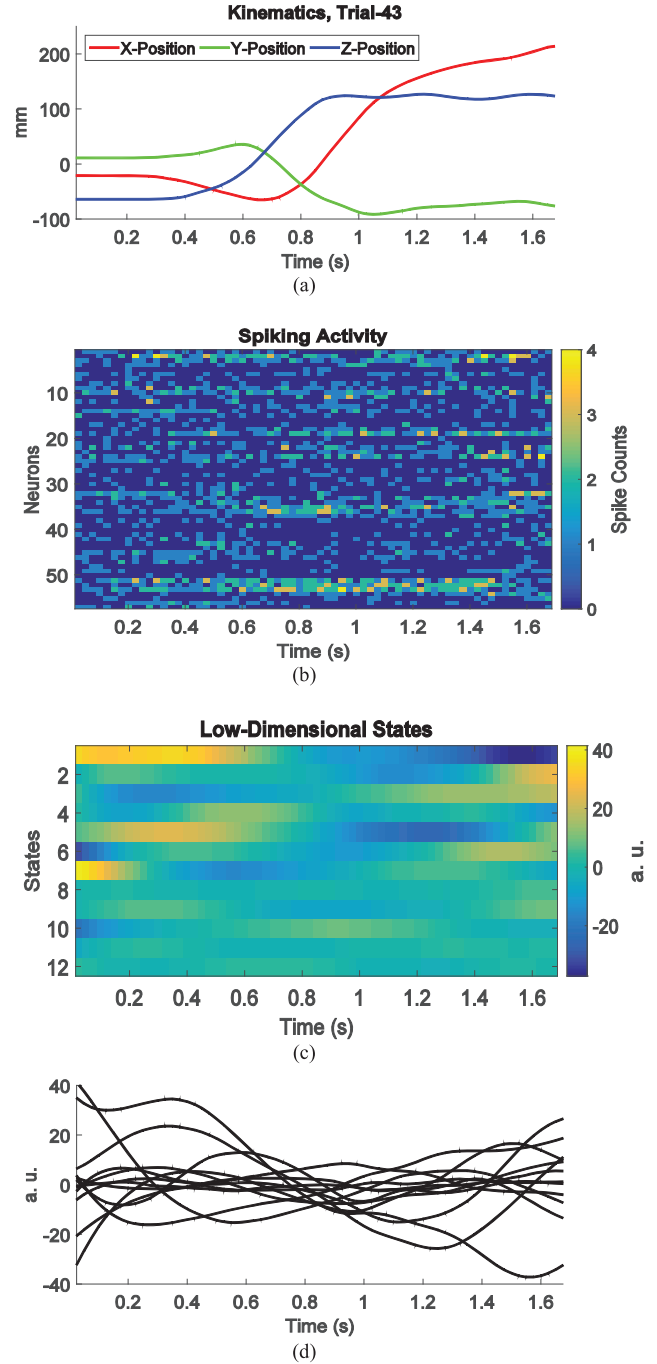 Kinematics, Trial-43
X-Position Y-Position Z-Position
200
100
0
-100
mm
0.2 0.4 0.6 0.8 1 1.2 1.4 1.6
Time (s)
(a)
Spiking Activity
10
20
30
40
50
Neurons
4
3
2
1
0
Spike Counts
0.2 0.4 0.6 0.8 1 1.2 1.4 1.6
Time (s)
(b)
Low-Dimensional States
2
4
6
8
10
12
States
40
20
0
-20
a. u.
0.2 0.4 0.6 0.8 1 1.2 1.4 1.6
Time (s)
(c)
40
20
0
-20
-40
a. u.
0.2 0.4 0.6 0.8 1 1.2 1.4 1.6
Time (s)
(d)